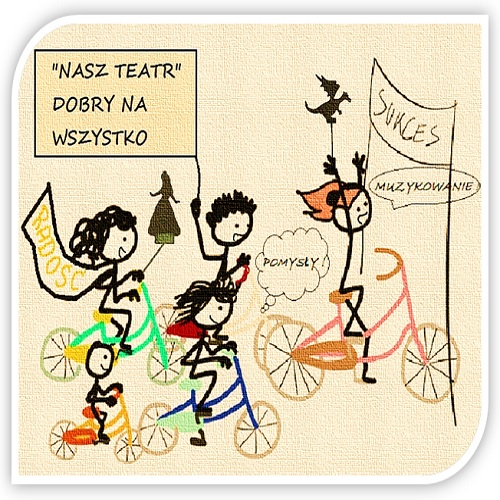 "NASZ TEATR"
DOBRY NA
WSZYSTKO
SUKCES
MUZYKOWANIE
RADOŚĆ
POMYSŁY!